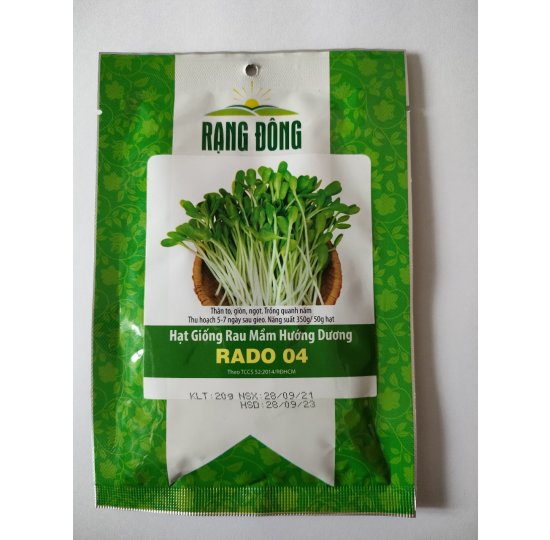 RẠNG ĐÔNG
Thân to, giòn, ngọt. Trồng quanh năm
Thu hoạch 5-7 ngày sau gieo. Năng suất 350g/ 50g hạt
Hạt Giống Rau Mầm Hướng Dương
RADO 04
Theo TCCS 52:2014/RĐHCM
KLT: 20g NSX: 28/09/21
HSD: 28/09/23